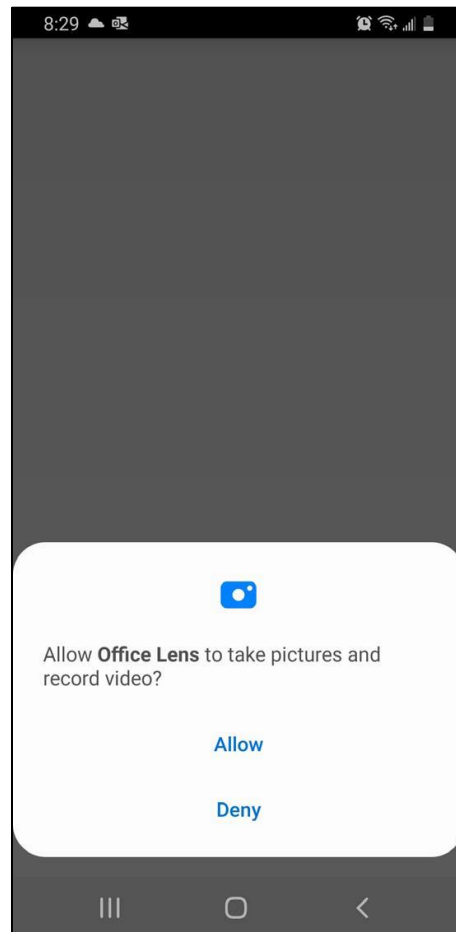 8:29
Allow Office Lens to take pictures and
record video?
Allow
Deny